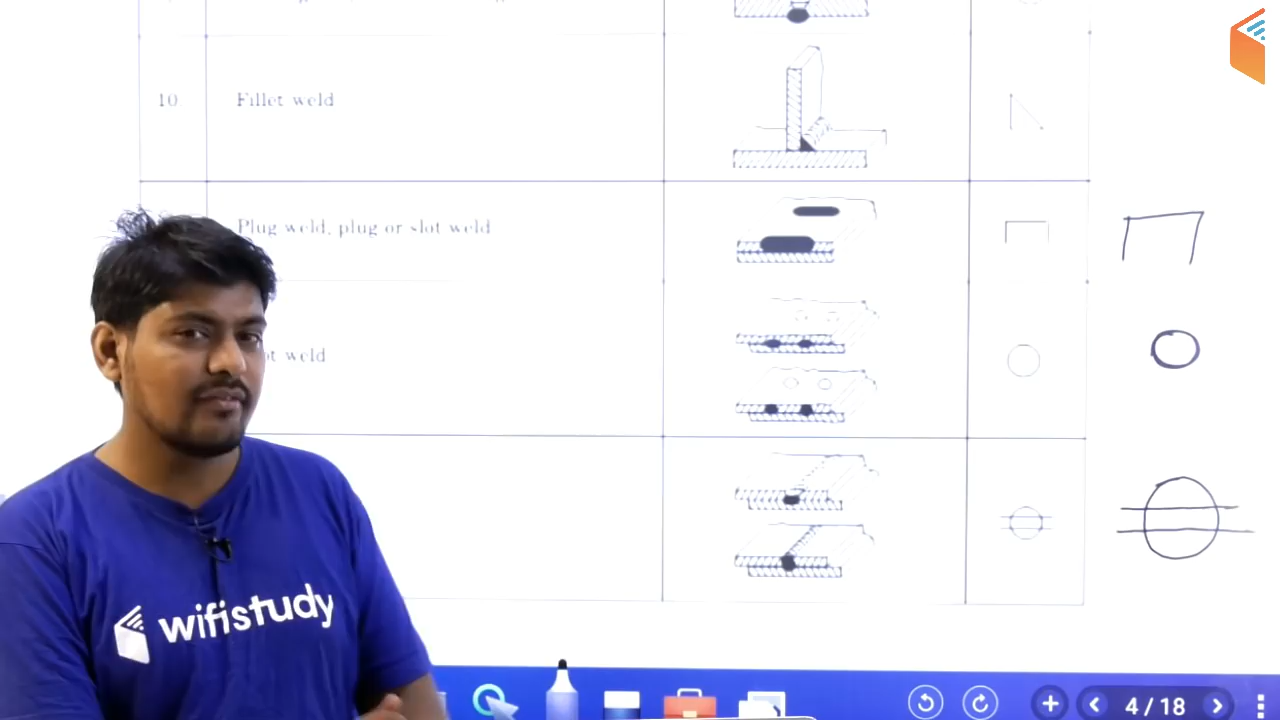 10
Fillet weld
Plug weld, plug or slot weld
weld
wifistudy
4 / 18